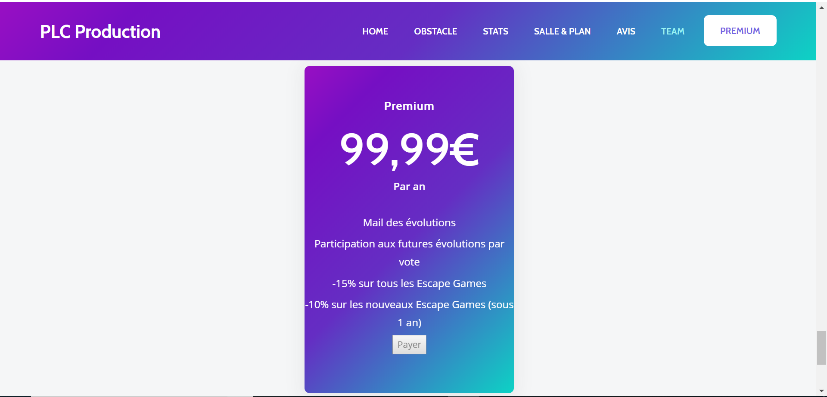 PLC Production
HOME OBSTACLE STATS SALLE & PLAN AVIS TEAM PREMIUM
Premium
99,99€
Par an
Mail des évolutions
Participation aux futures évolutions par
vote
-15% sur tous les Escape Games
-10% sur les nouveaux Escape Games (sous
1 an)
Payer